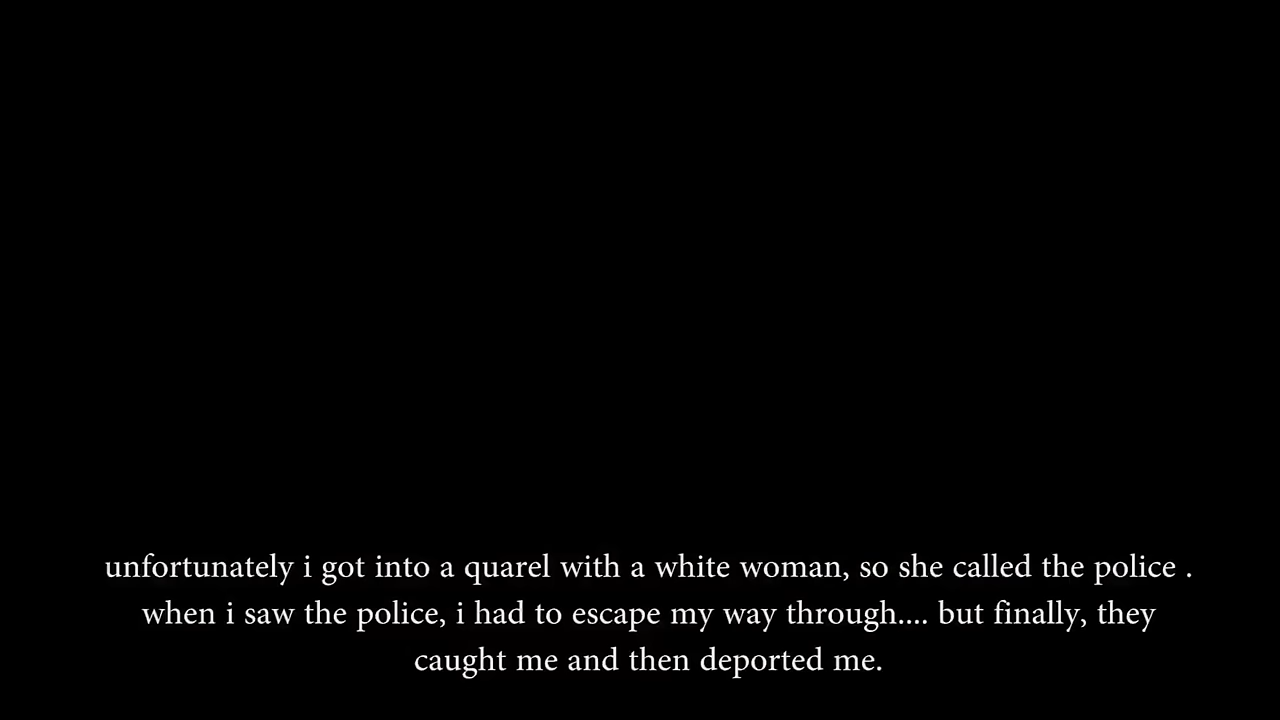 unfortunately i got into a quarel with a white woman, so she called the police .
when i saw the police, i had to escape my way through.... but finally, they
caught me and then deported me.